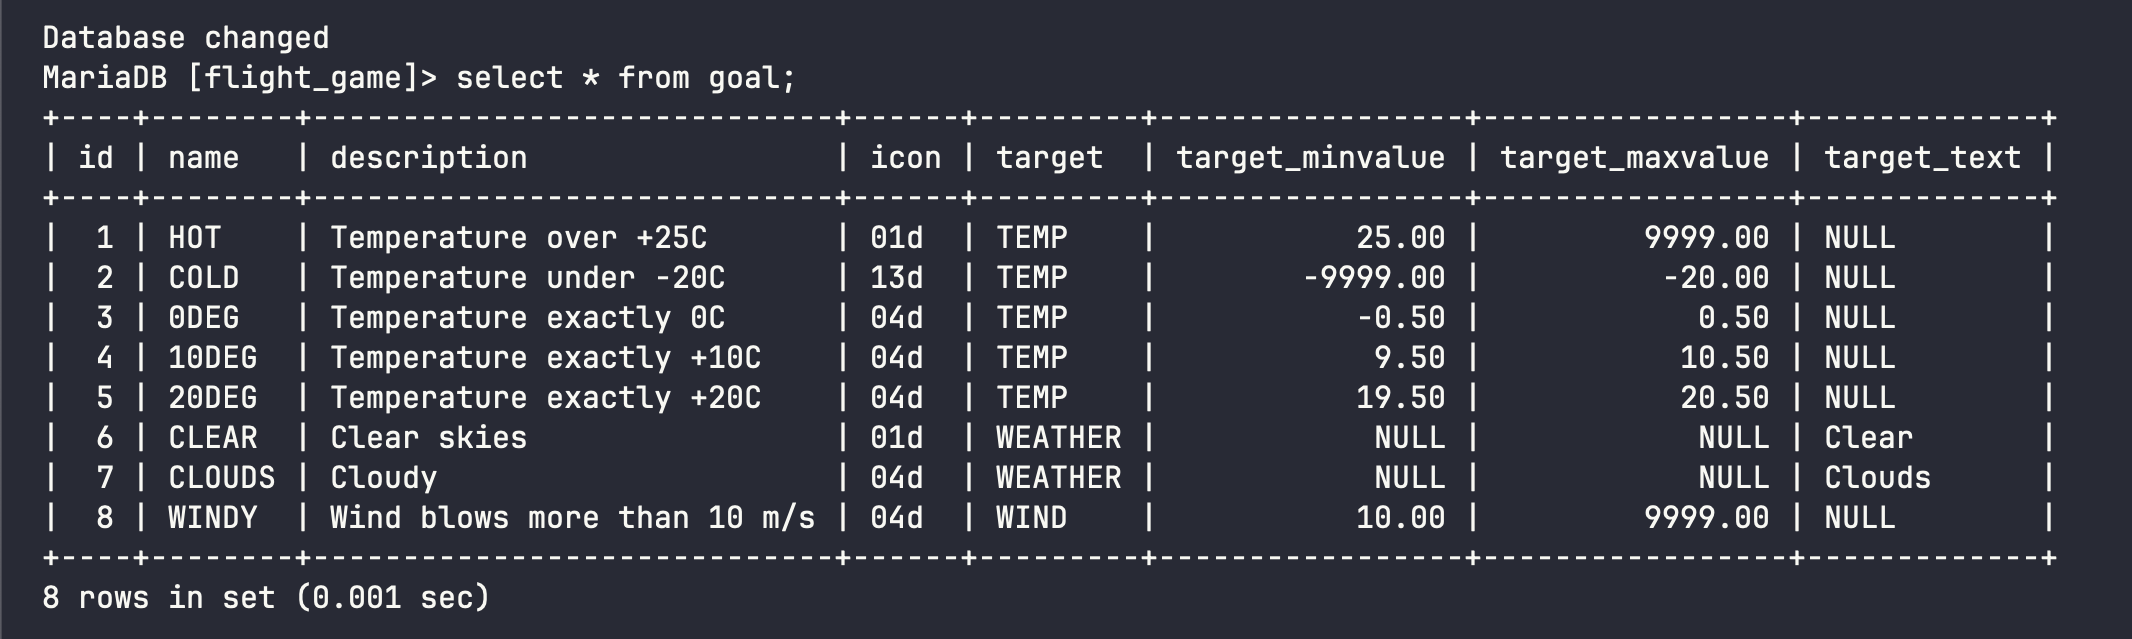 Database changed
MariaDB [flight_game]> select * from goal;
+----+--------+-----------------------------+------+---------+-----------------+-----------------+-------------+
| id | name   | description                 | icon | target  | target_minvalue | target_maxvalue | target_text |
+----+--------+-----------------------------+------+---------+-----------------+-----------------+-------------+
|  1 | HOT    | Temperature over +25C       | 01d  | TEMP    |           25.00 |         9999.00 | NULL        |
|  2 | COLD   | Temperature under -20C      | 13d  | TEMP    |        -9999.00 |          -20.00 | NULL        |
|  3 | 0DEG   | Temperature exactly 0C      | 04d  | TEMP    |           -0.50 |            0.50 | NULL        |
|  4 | 10DEG  | Temperature exactly +10C    | 04d  | TEMP    |            9.50 |           10.50 | NULL        |
|  5 | 20DEG  | Temperature exactly +20C    | 04d  | TEMP    |           19.50 |           20.50 | NULL        |
|  6 | CLEAR  | Clear skies                 | 01d  | WEATHER |            NULL |            NULL | Clear       |
|  7 | CLOUDS | Cloudy                      | 04d  | WEATHER |            NULL |            NULL | Clouds      |
|  8 | WINDY  | Wind blows more than 10 m/s | 04d  | WIND    |           10.00 |         9999.00 | NULL        |
+----+--------+-----------------------------+------+---------+-----------------+-----------------+-------------+
8 rows in set (0.001 sec)